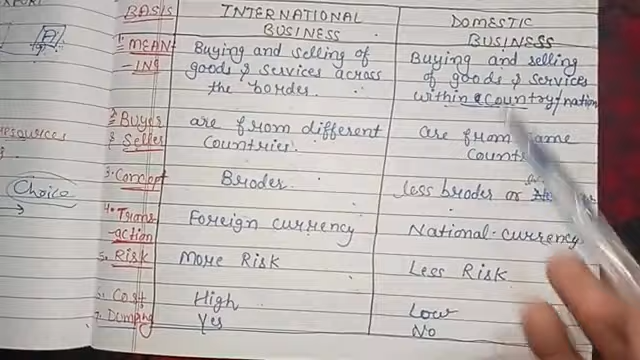 BASIS INTERNATIONAL BUSINESS DOMESTIC BUSINESS
1. MEAN-ING Buying and selling of goods & services across the border. Buying and selling of goods & services within a country/nation
2. Buyer & Seller are from different countries. are from same
3. Concept Broder. less broder or
4. Trans-action Foreign currency National currency
5. Risk More Risk Less Risk
6. Cost High Low
7. Dumping Yes No
Resources
Choice